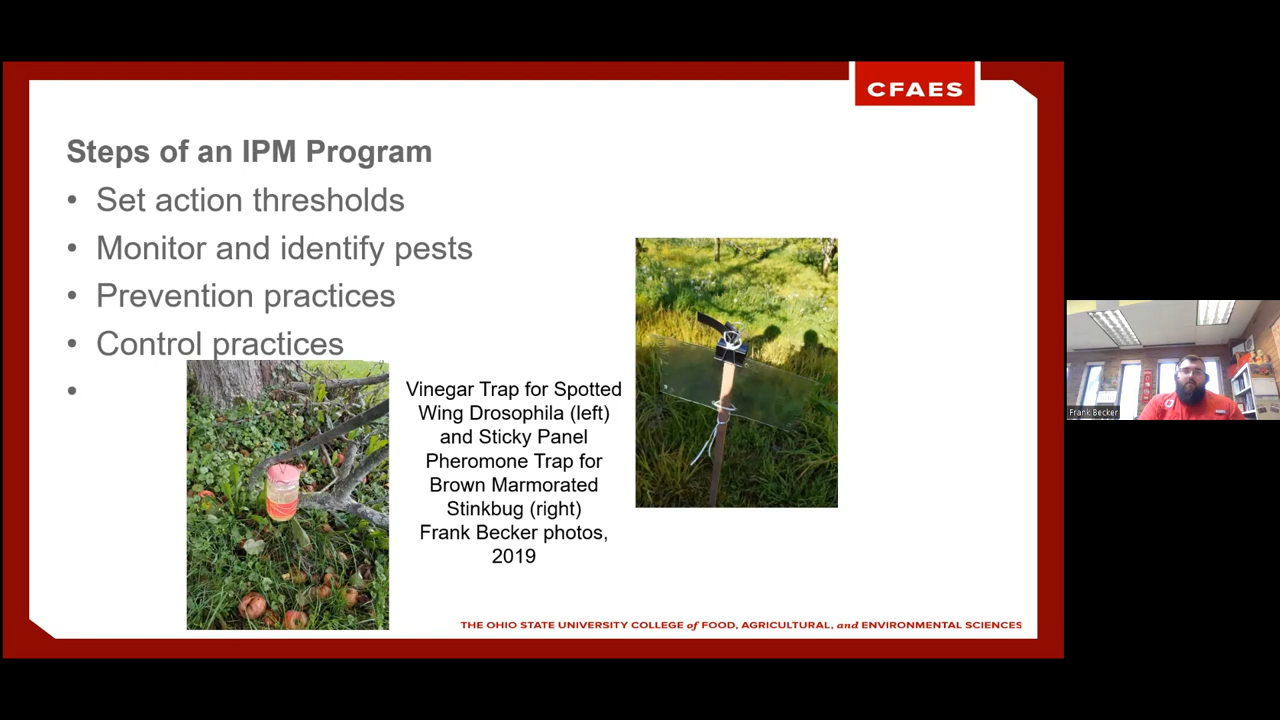 CFAES
Steps of an IPM Program
• Set action thresholds
• Monitor and identify pests
• Prevention practices
• Control practices
•
Vinegar Trap for Spotted
Wing Drosophila (left)
and Sticky Panel
Pheromone Trap for
Brown Marmorated
Stinkbug (right)
Frank Becker photos,
2019
THE OHIO STATE UNIVERSITY COLLEGE of FOOD, AGRICULTURAL, and ENVIRONMENTAL SCIENCES
Frank Becker